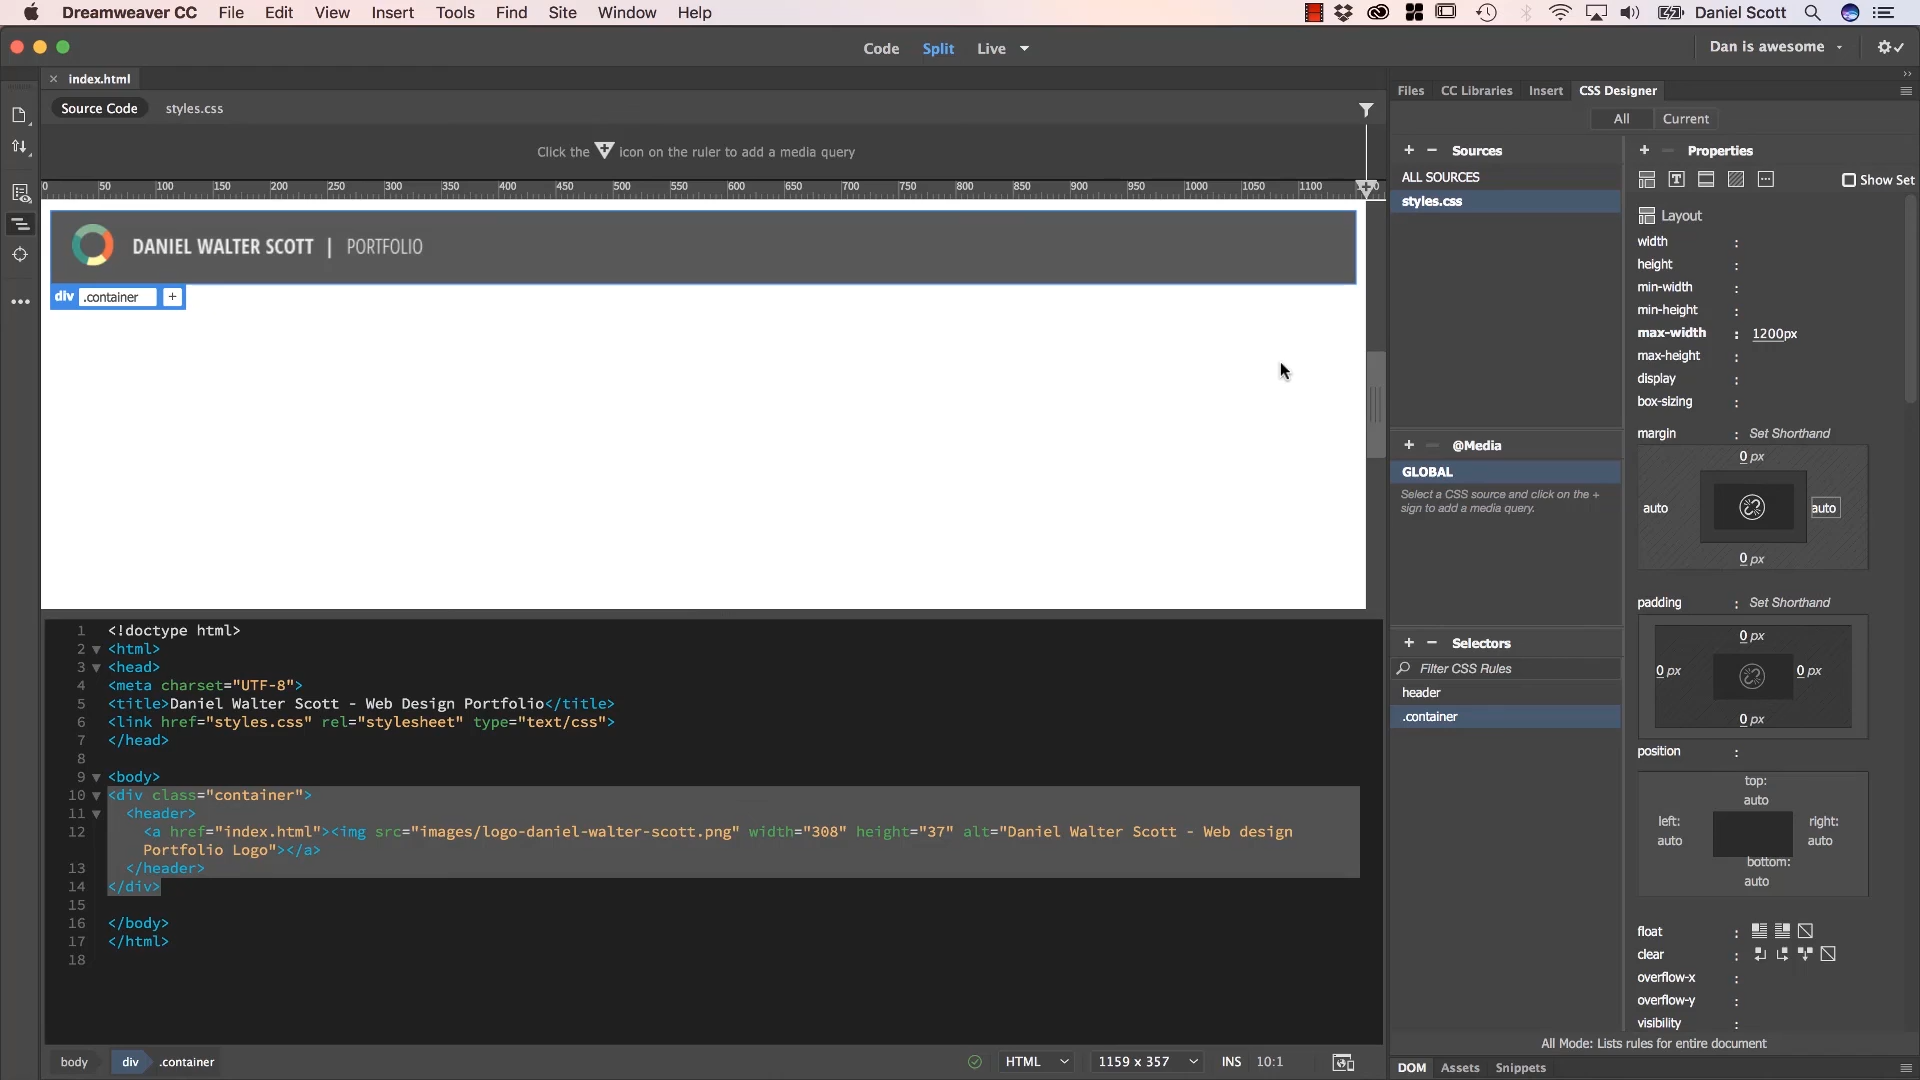 Dreamweaver CC File Edit View Insert Tools Find Site Window Help Daniel Scott
Code Split Live Dan is awesome
index.html
Source Code styles.css
Click the icon on the ruler to add a media query
0 50 100 150 200 250 300 350 400 450 500 550 600 650 700 750 800 850 900 950 1000 1050 1100
DANIEL WALTER SCOTT | PORTFOLIO
div .container +
1 <!doctype html>
2 <html>
3 <head>
4 <meta charset="UTF-8">
5 <title>Daniel Walter Scott - Web Design Portfolio</title>
6 <link href="styles.css" rel="stylesheet" type="text/css">
7 </head>
8
9 <body>
10 <div class="container">
11 <header>
12 <a href="index.html"><img src="images/logo-daniel-walter-scott.png" width="308" height="37" alt="Daniel Walter Scott - Web design
Portfolio Logo"></a>
13 </header>
14 </div>
15
16 </body>
17 </html>
18
body div .container HTML 1159 x 357 INS 10:1
Files CC Libraries Insert CSS Designer
All Current
+ − Sources
ALL SOURCES
styles.css
+ − @Media
GLOBAL
Select a CSS source and click on the +
sign to add a media query.
+ − Selectors
Filter CSS Rules
header
.container
+ − Properties
Show Set
Layout
width :
height :
min-width :
min-height :
max-width : 1200px
max-height :
display :
box-sizing :
margin : Set Shorthand
0 px
auto auto
0 px
padding : Set Shorthand
0 px
0 px 0 px
0 px
position :
top:
auto
left: right:
auto auto
bottom:
auto
float :
clear :
overflow-x :
overflow-y :
visibility :
All Mode: Lists rules for entire document
DOM Assets Snippets